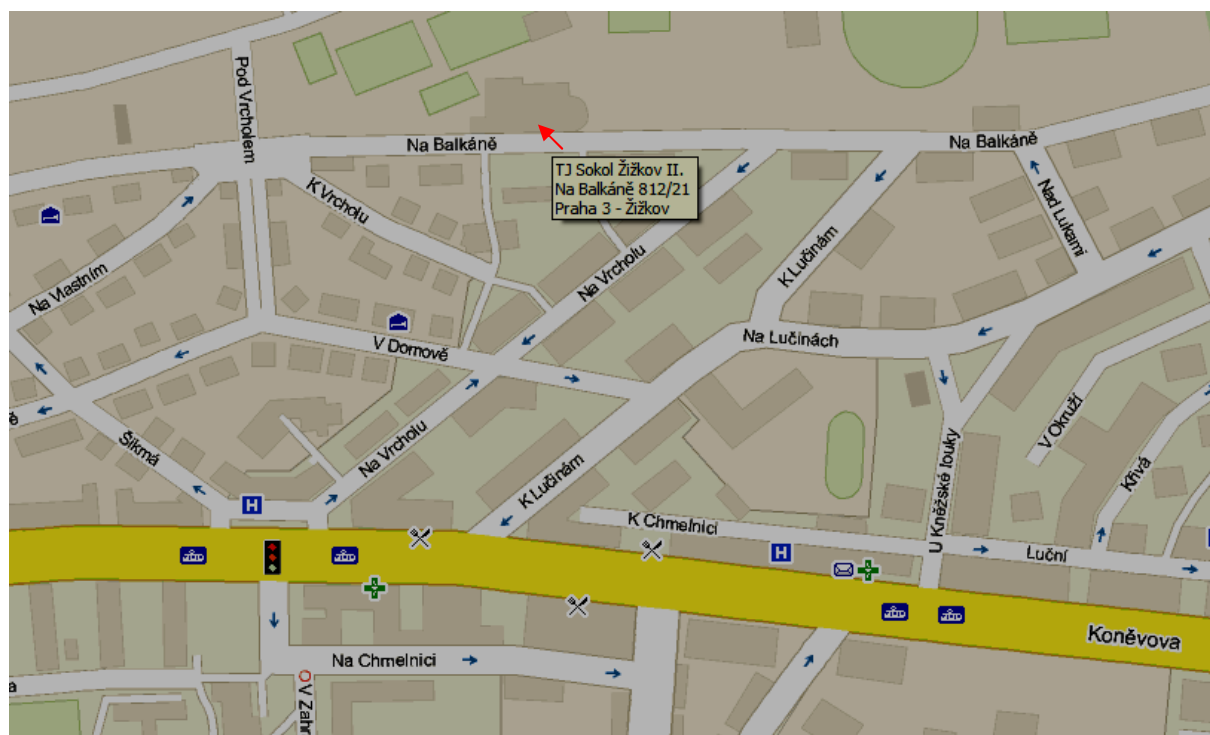 Pod Vrcholem
Na Balkáně
Na Balkáně
TJ Sokol Žižkov II.
Na Balkáně 812/21
Praha 3 - Žižkov
K Vrcholu
Nad Lukami
K Lučinám
Na Vrcholu
Na Vlastním
Na Lučinách
V Domově
V Okruží
Šikmá
Na Vrcholu
U Kněžské louky
Křivá
K Lučinám
H
K Chmelnici
H
Luční
Koněvova
Na Chmelnici
V Zahr